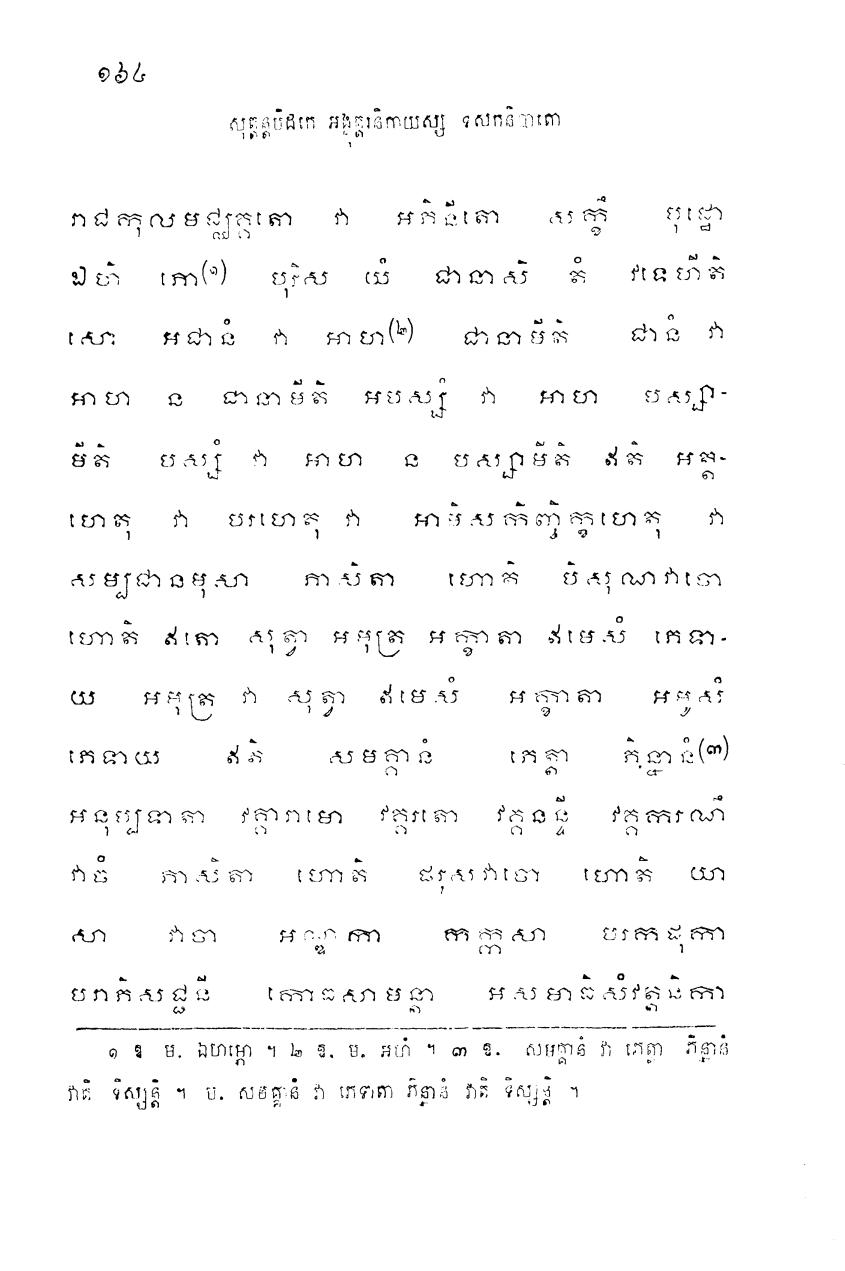 ១៦៤
សុត្តន្តបិដកេ អង្គុត្តរនិកាយស្ស ទសកនិបាតោ
រាជកុលមជ្ឈគតោ វា អភិនីតោ សក្ខិំ បុដ្ឋោ
ឯហិ ភោ(១) បុរិស យំ ជានាសិ តំ វទេហីតិ
សោ អជានំ វា អាហ(២) ជានាមីតិ ជានំ វា
អាហ ន ជានាមីតិ អបស្សំ វា អាហ បស្សា-
មីតិ បស្សំ វា អាហ ន បស្សាមីតិ ឥតិ អត្ត-
ហេតុ វា បរហេតុ វា អាមិសកិញ្ចិក្ខហេតុ វា
សម្បជានមុសា ភាសិតា ហោតិ បិសុណវាចោ
ហោតិ ឥតោ សុត្វា អមុត្រ អក្ខាតា ឥមេសំ ភេទា-
យ អមុត្រ វា សុត្វា ឥមេសំ អក្ខាតា អមូសំ
ភេទាយ ឥតិ សមគ្គានំ ភេត្តា ភិន្នានំ(៣)
អនុប្បទាតា វគ្គារាមោ វគ្គរតោ វគ្គនន្ទី វគ្គករណឹ
វាចំ ភាសិតា ហោតិ ផរុសវាចោ ហោតិ យា
សា វាចា អណ្ឌកា កក្កសា បរកដុកា
បរាភិសជ្ជនី កោធសាមន្តា អសមាធិសំវត្តនិកា
១ ឱ ម. ឯហម្ភោ ។ ២ ឱ. ម. អហំ ។ ៣ ឱ. សមគ្គានំ វា ភេត្តា ភិន្នានំ
វាតិ ទិស្សន្តិ ។ ម. សមគ្គានំ វា ភេទាតា ភិន្នានំ វាតិ ទិស្សន្តិ ។